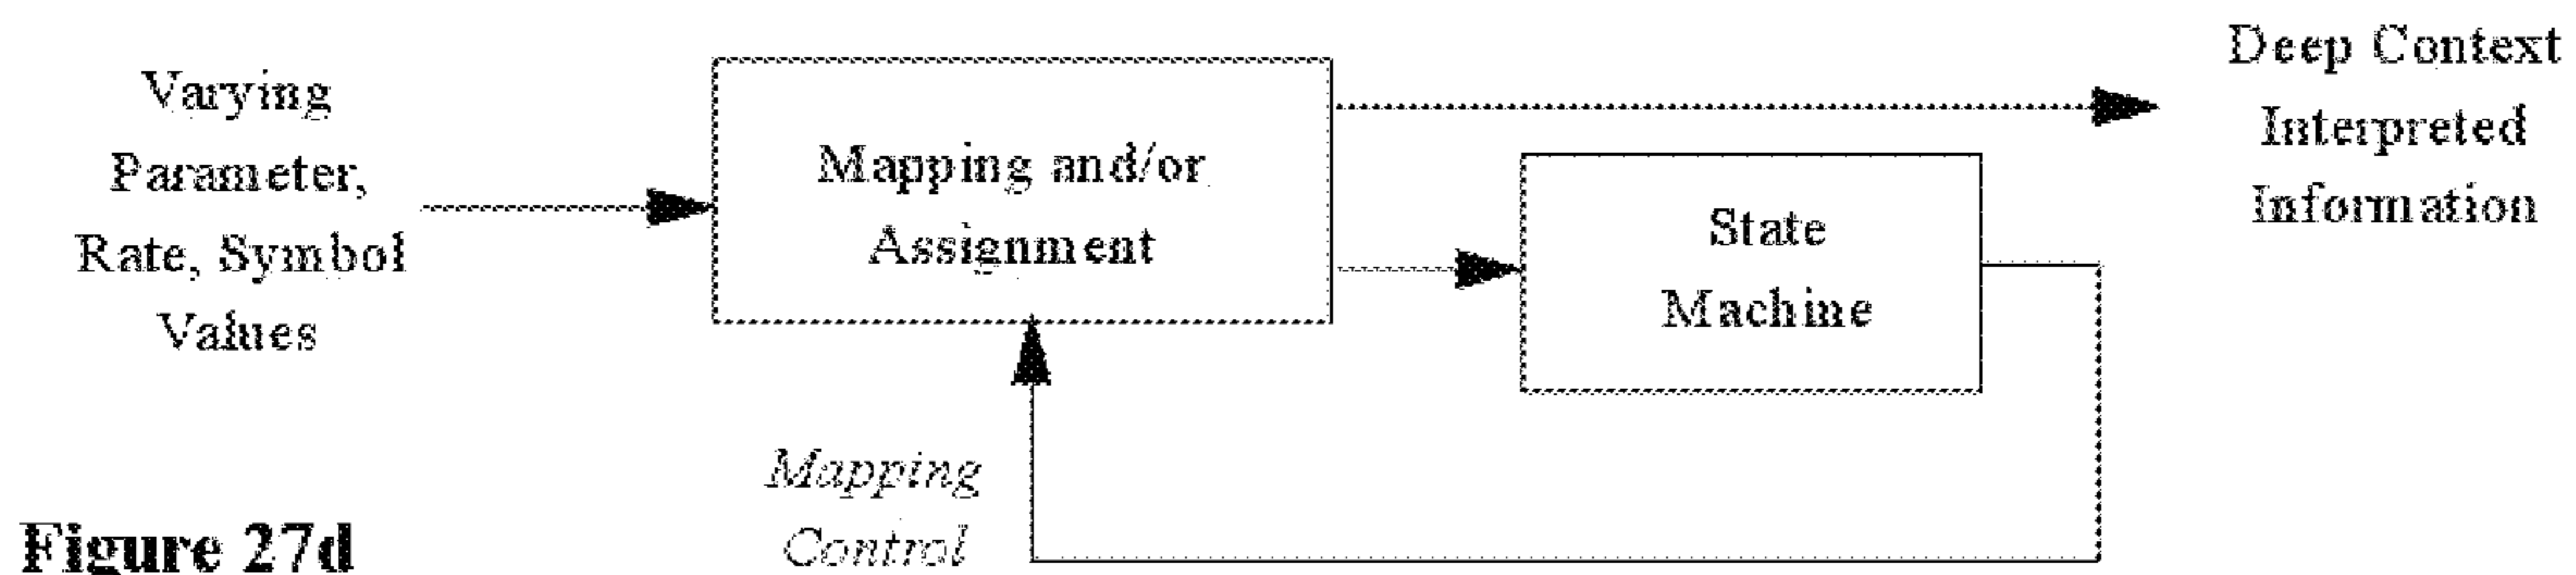 Varying
Parameter,
Rate, Symbol
Values
Mapping and/or
Assignment
State
Machine
Deep Context
Interpreted
Information
Mapping
Control
Figure 27d